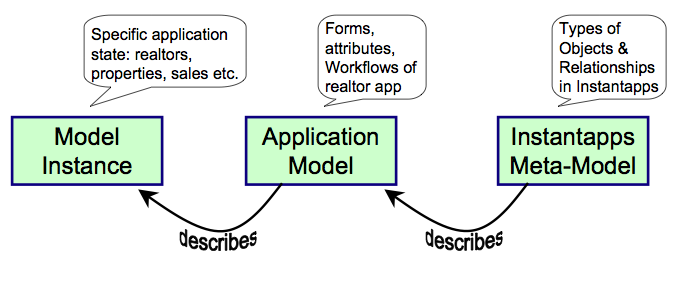 Specific application
state: realtors,
properties, sales etc.
Forms,
attributes,
Workflows of
realtor app
Types of
Objects &
Relationships
in Instantapps
Model
Instance
Application
Model
Instantapps
Meta-Model
describes
describes